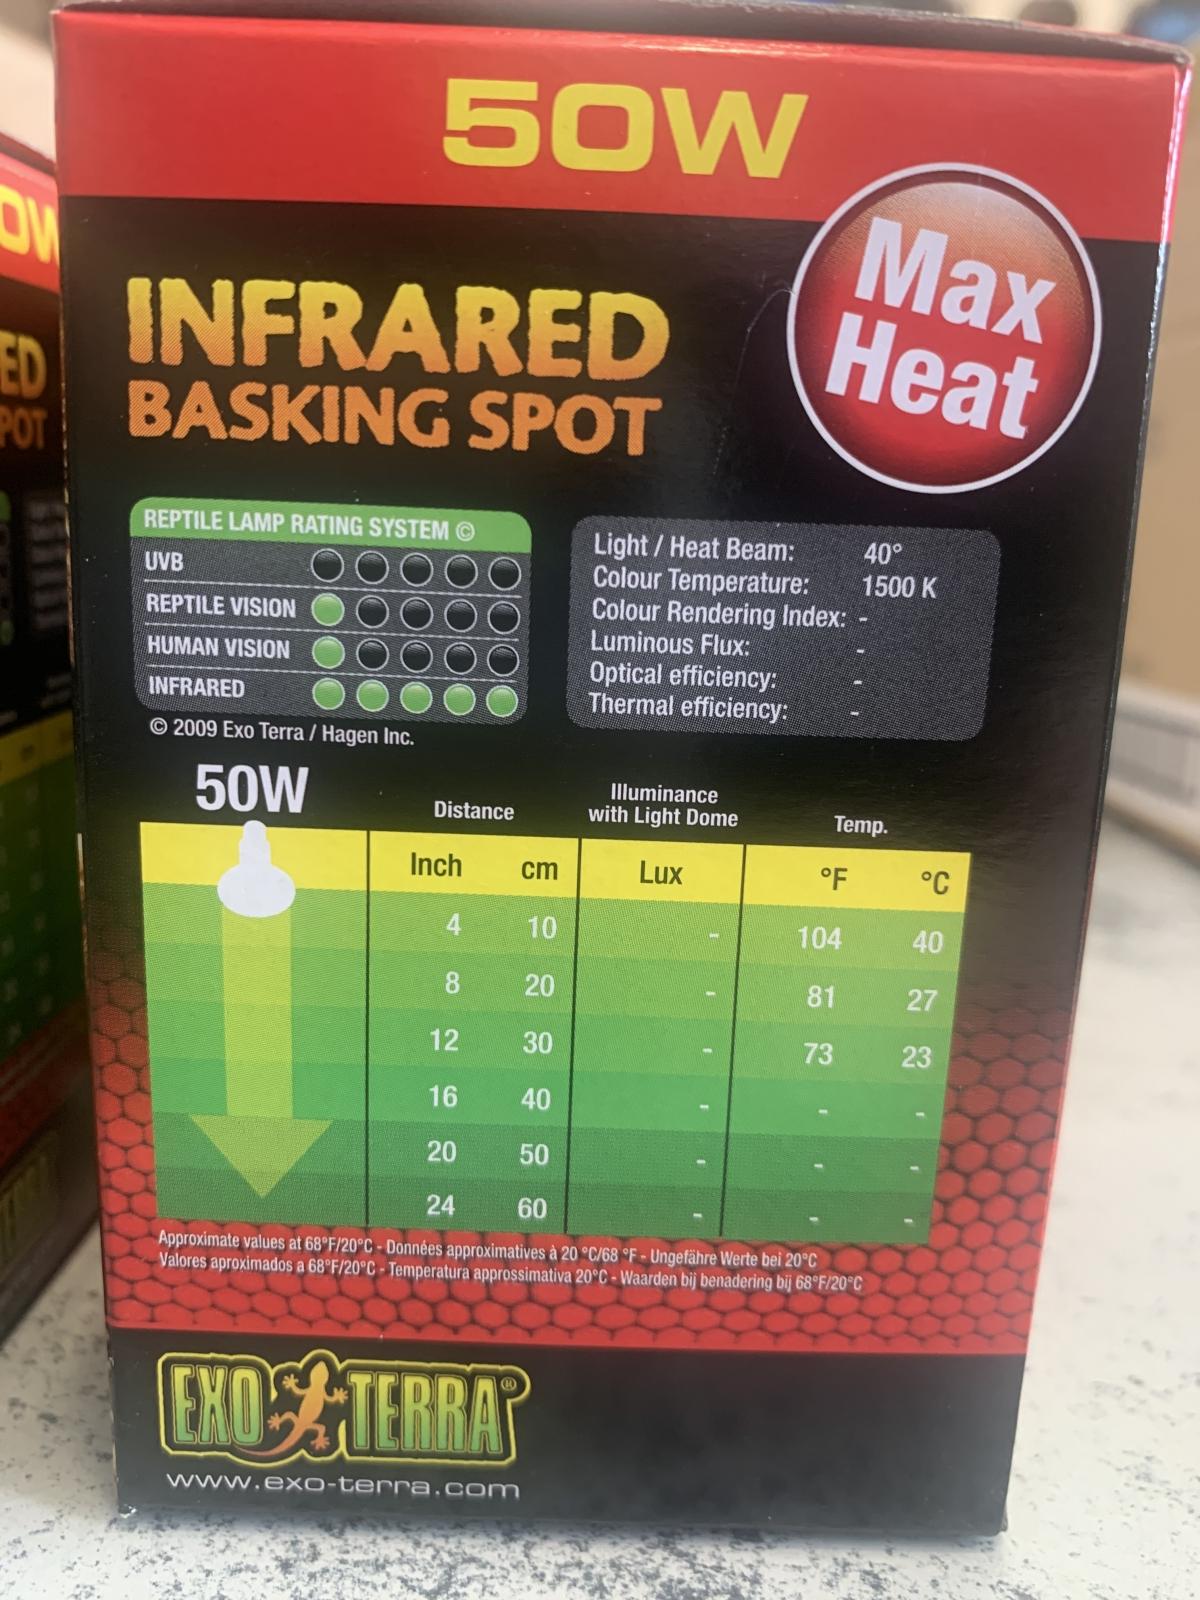 50W
Max
Heat
INFRARED
BASKING SPOT
REPTILE LAMP RATING SYSTEM ©
UVB
REPTILE VISION
HUMAN VISION
INFRARED
© 2009 Exo Terra / Hagen Inc.
Light / Heat Beam: 40°
Colour Temperature: 1500 K
Colour Rendering Index: -
Luminous Flux: -
Optical efficiency: -
Thermal efficiency: -
50W
Distance
Illuminance
with Light Dome
Temp.
Inch cm Lux °F °C
4 10 - 104 40
8 20 - 81 27
12 30 - 73 23
16 40 - - -
20 50 - - -
24 60 - - -
Approximate values at 68°F/20°C - Données approximatives à 20 °C/68 °F - Ungefähre Werte bei 20°C
Valores aproximados a 68°F/20°C - Temperatura approssimativa 20°C - Waarden bij benadering bij 68°F/20°C
EXO TERRA®
www.exo-terra.com
0W
ED
POT